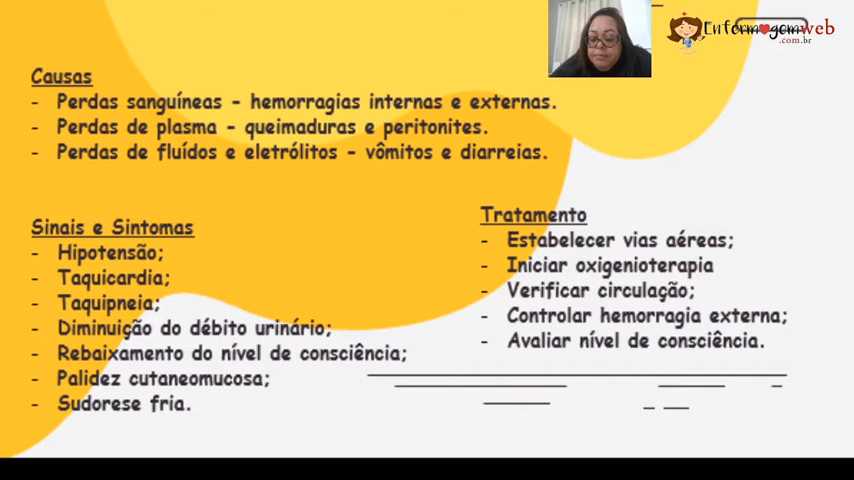 Enfermagemweb
.com.br
Causas
- Perdas sanguíneas - hemorragias internas e externas.
- Perdas de plasma - queimaduras e peritonites.
- Perdas de fluídos e eletrólitos - vômitos e diarreias.
Sinais e Sintomas
- Hipotensão;
- Taquicardia;
- Taquipneia;
- Diminuição do débito urinário;
- Rebaixamento do nível de consciência;
- Palidez cutaneomucosa;
- Sudorese fria.
Tratamento
- Estabelecer vias aéreas;
- Iniciar oxigenioterapia
- Verificar circulação;
- Controlar hemorragia externa;
- Avaliar nível de consciência.